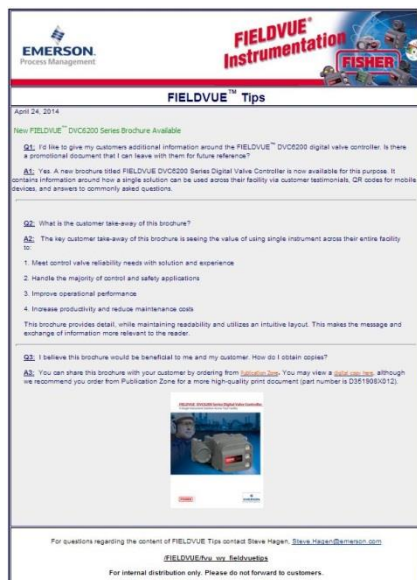 EMERSON.
Process Management
FIELDVUE®
Instrumentation
FISHER
FIELDVUE™ Tips
April 24, 2014
New FIELDVUE™ DVC6200 Series Brochure Available
Q1: I'd like to give my customers additional information around the FIELDVUE™ DVC6200 digital valve controller. Is there
a promotional document that I can leave with them for future reference?
A1: Yes. A new brochure titled FIELDVUE DVC6200 Series Digital Valve Controller is now available for this purpose. It
contains information around how a single solution can be used across their facility via customer testimonials, QR codes for mobile
devices, and answers to commonly asked questions.
Q2: What is the customer take-away of this brochure?
A2: The key customer take-away of this brochure is seeing the value of using single instrument across their entire facility
to:
1. Meet control valve reliability needs with solution and experience
2. Handle the majority of control and safety applications
3. Improve operational performance
4. Increase productivity and reduce maintenance costs
This brochure provides detail, while maintaining readability and utilizes an intuitive layout. This makes the message and
exchange of information more relevant to the reader.
Q3: I believe this brochure would be beneficial to me and my customer. How do I obtain copies?
A3: You can share this brochure with your customer by ordering from Publication Zone. You may view a digital copy here, although
we recommend you order from Publication Zone for a more high-quality print document (part number is D351908X012).
FIELDVUE DVC6200 Series Digital Valve Controller
FISHER
EMERSON
For questions regarding the content of FIELDVUE Tips contact Steve Hagen, Steve.Hagen@emerson.com
/FIELDVUE/fvu_wy_fieldvuetips
For internal distribution only. Please do not forward to customers.